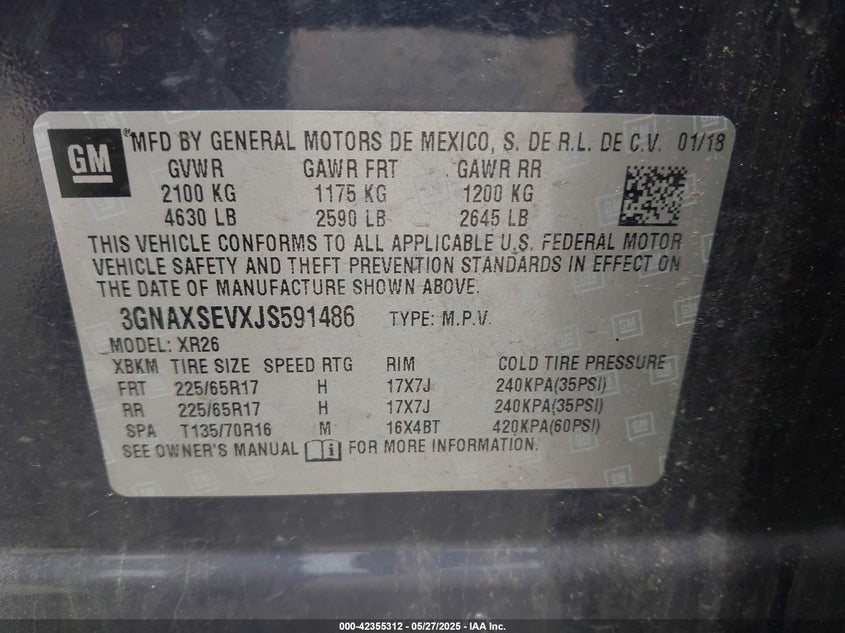 GM
® MFD BY GENERAL MOTORS DE MEXICO, S. DE R.L. DE C.V. 01/18
GVWR GAWR FRT GAWR RR
2100 KG 1175 KG 1200 KG
4630 LB 2590 LB 2645 LB
THIS VEHICLE CONFORMS TO ALL APPLICABLE U.S. FEDERAL MOTOR
VEHICLE SAFETY AND THEFT PREVENTION STANDARDS IN EFFECT ON
THE DATE OF MANUFACTURE SHOWN ABOVE.
3GNAXSEVXJS591486 TYPE: M.P.V.
MODEL: XR26
XBKM TIRE SIZE SPEED RTG RIM COLD TIRE PRESSURE
FRT 225/65R17 H 17X7J 240KPA(35PSI)
RR 225/65R17 H 17X7J 240KPA(35PSI)
SPA T135/70R16 M 16X4BT 420KPA(60PSI)
SEE OWNER'S MANUAL FOR MORE INFORMATION.
000-42355312 - 05/27/2025 - IAA Inc.